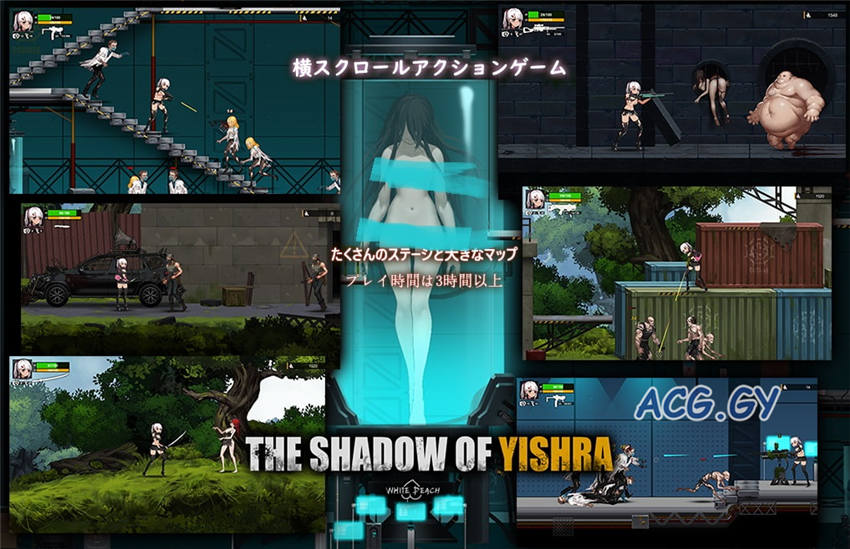 横スクロールアクションゲーム
たくさんのステージと大きなマップ
プレイ時間は3時間以上
ACG.GY
THE SHADOW OF YISHRA
WHITE PEACH